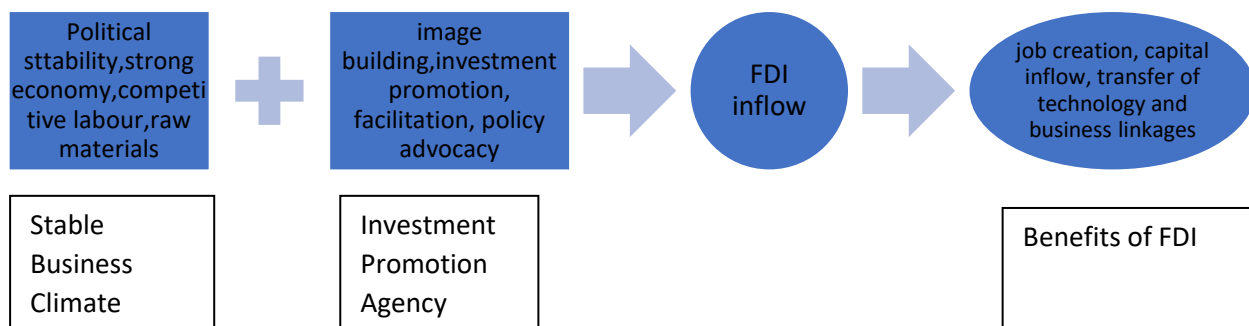 Political
sttability,strong
economy,competi
tive labour,raw
materials
image
building,investment
promotion,
facilitation, policy
advocacy
FDI
inflow
job creation, capital
inflow, transfer of
technology and
business linkages
Stable
Business
Climate
Investment
Promotion
Agency
Benefits of FDI